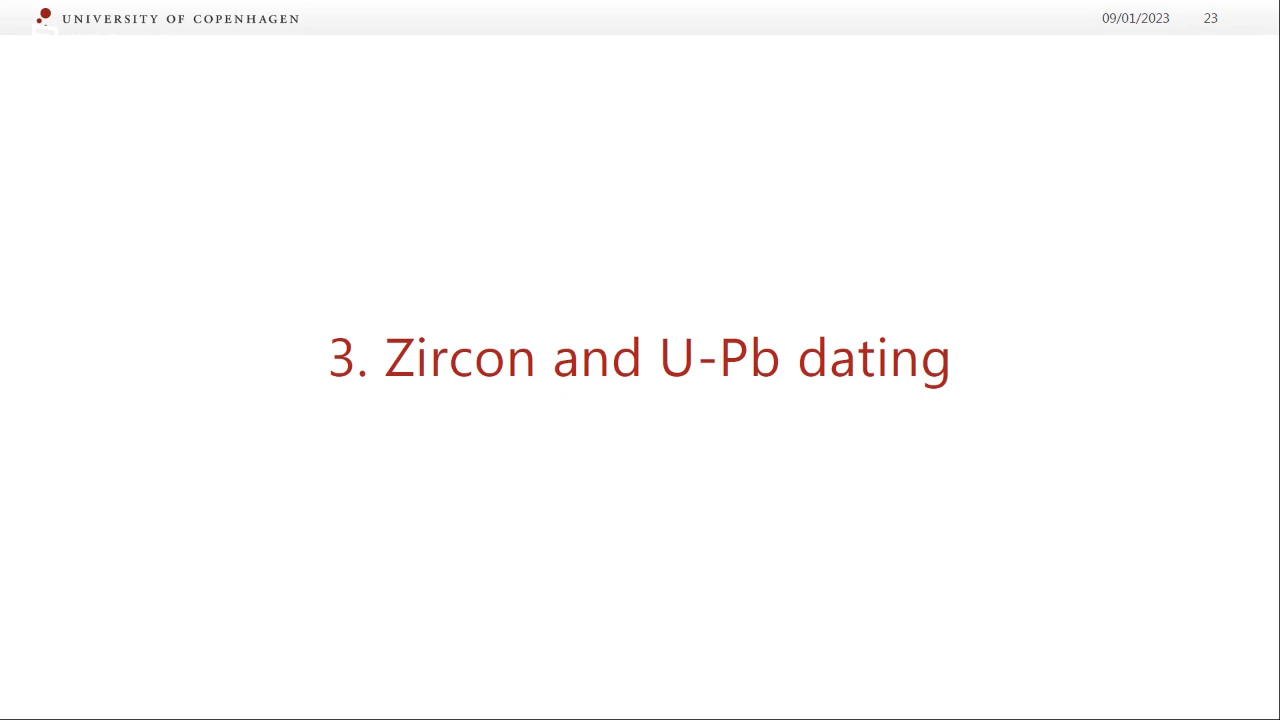 UNIVERSITY OF COPENHAGEN
09/01/2023 23
3. Zircon and U-Pb dating